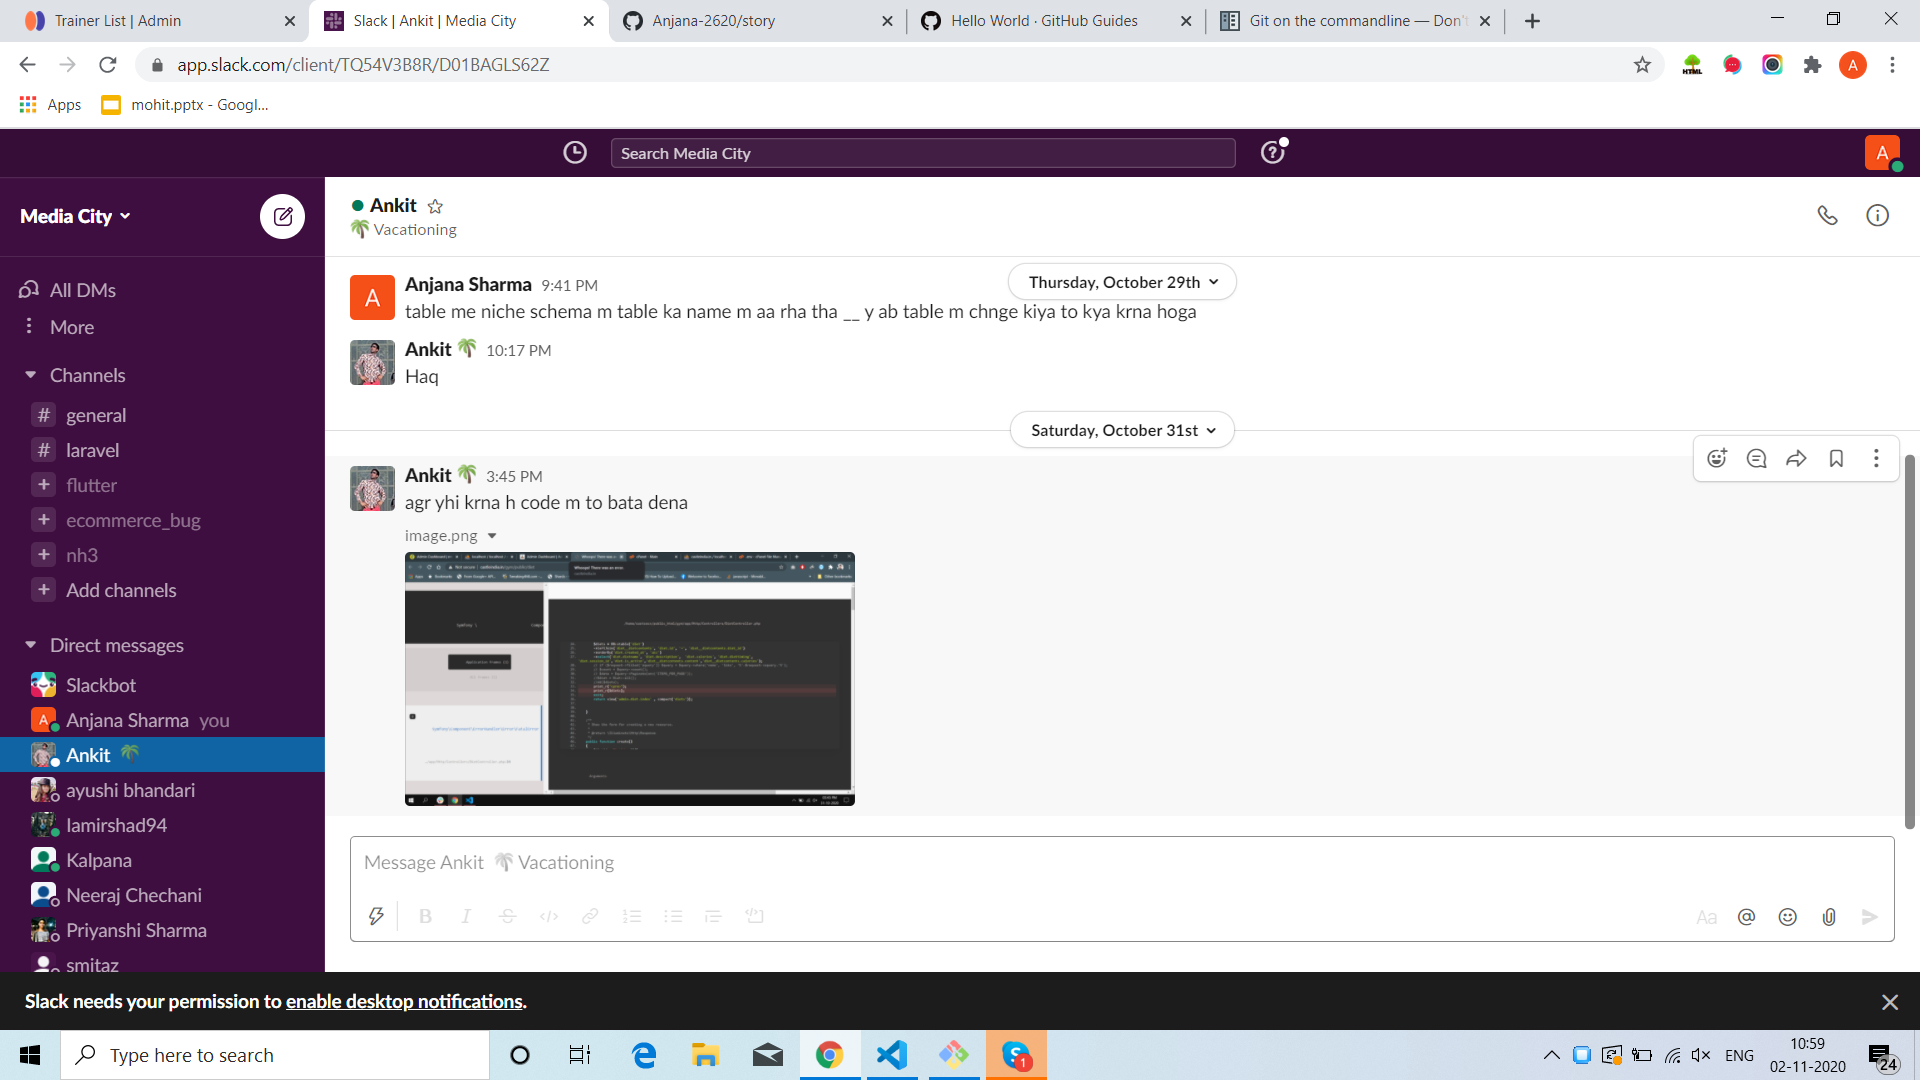 Trainer List | Admin
Slack | Ankit | Media City
Anjana-2620/story
Hello World · GitHub Guides
Git on the commandline — Don't
app.slack.com/client/TQ54V3B8R/D01BAGLS62Z
A
Apps
mohit.pptx - Googl...
Search Media City
A
Media City
Ankit
Vacationing
All DMs
More
Channels
# general
# laravel
+ flutter
+ ecommerce_bug
+ nh3
+ Add channels
Direct messages
Slackbot
A Anjana Sharma you
Ankit
ayushi bhandari
Iamirshad94
Kalpana
Neeraj Chechani
Priyanshi Sharma
smitaz
Thursday, October 29th
A
Anjana Sharma 9:41 PM
table me niche schema m table ka name m aa rha tha __ y ab table m chnge kiya to kya krna hoga
Ankit 10:17 PM
Haq
Saturday, October 31st
Ankit 3:45 PM
agr yhi krna h code m to bata dena
image.png
Message Ankit Vacationing
B I S
Aa @
Slack needs your permission to enable desktop notifications.
Type here to search
1
ENG
10:59
02-11-2020
24